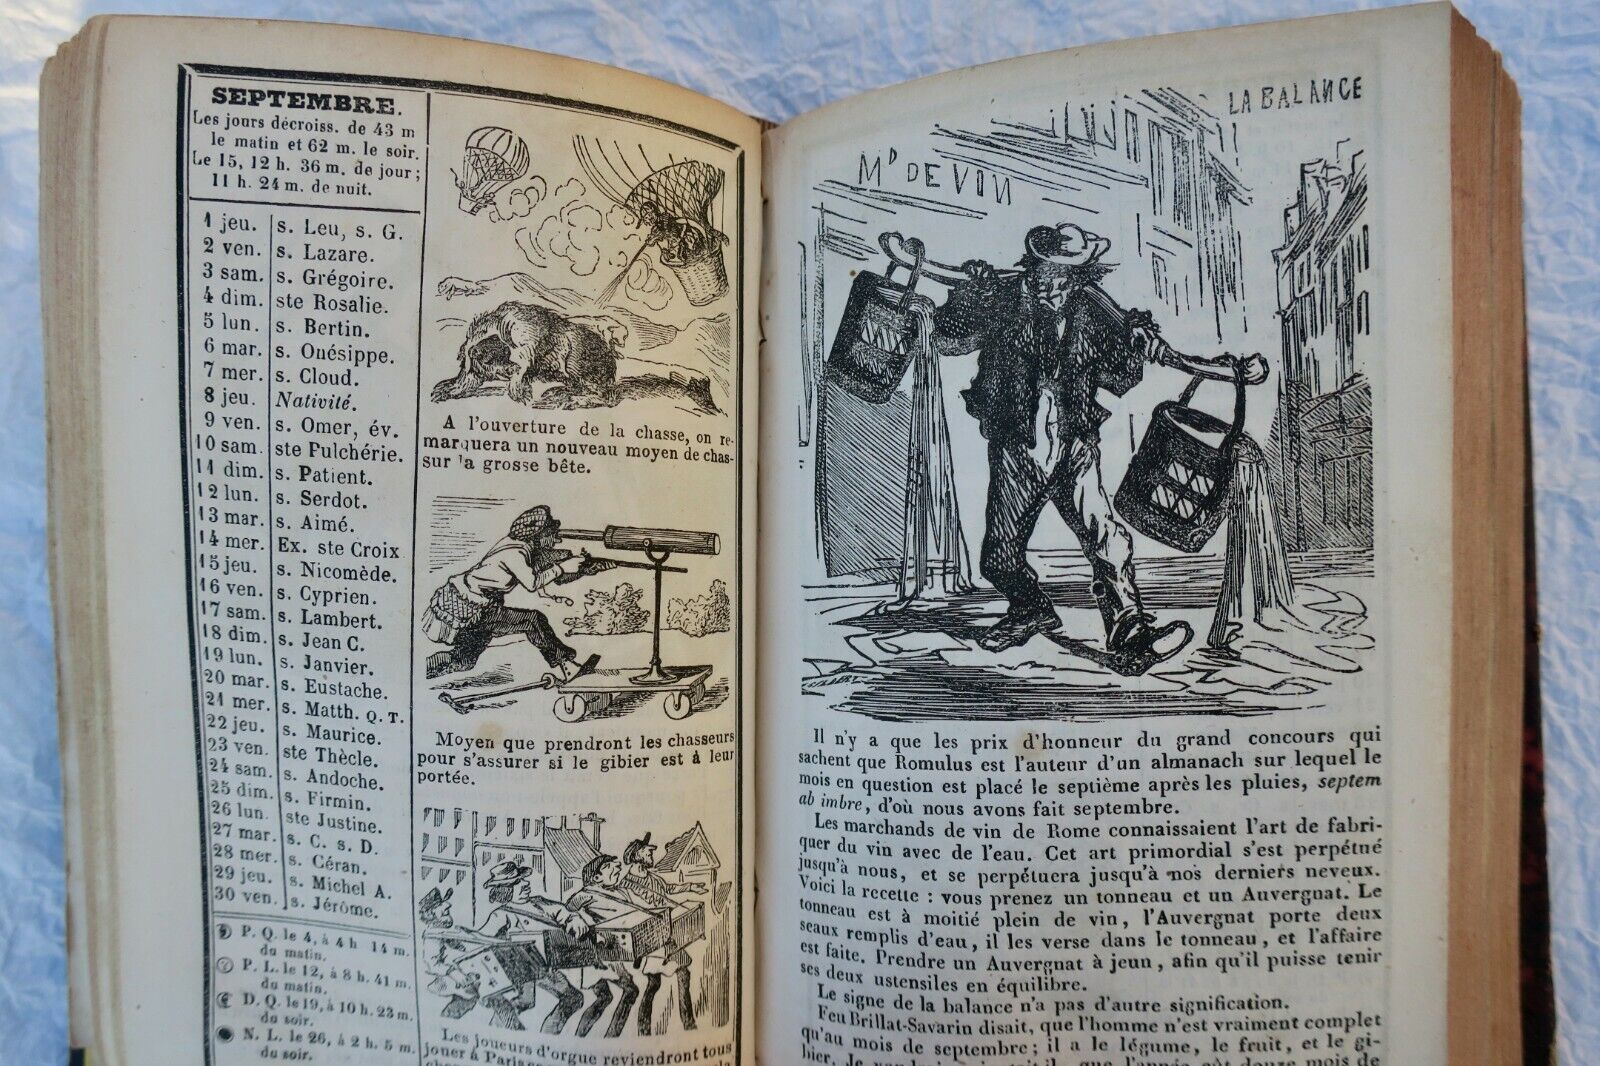 SEPTEMBRE.
Les jours décroiss. de 43 m
le matin et 62 m. le soir.
Le 15, 12 h. 36 m. de jour;
11 h. 24 m. de nuit.
1 jeu. s. Leu, s. G.
2 ven. s. Lazare.
3 sam. s. Grégoire.
4 dim. ste Rosalie.
5 lun. s. Bertin.
6 mar. s. Onésippe.
7 mer. s. Cloud.
8 jeu. Nativité.
9 ven. s. Omer, év.
10 sam. ste Pulchérie.
11 dim. s. Patient.
12 lun. s. Serdot.
13 mar. s. Aimé.
14 mer. Ex. ste Croix
15 jeu. s. Nicomède.
16 ven. s. Cyprien.
17 sam. s. Lambert.
18 dim. s. Jean C.
19 lun. s. Janvier.
20 mar. s. Eustache.
21 mer. s. Matth. Q. T.
22 jeu. s. Maurice.
23 ven. ste Thècle.
24 sam. s. Andoche.
25 dim. s. Firmin.
26 lun. ste Justine.
27 mar. s. C. s. D.
28 mer. s. Céran.
29 jeu. s. Michel A.
30 ven. s. Jérôme.
P. Q. le 4, à 4 h 14 m.
du matin.
P. L. le 12, à 8 h. 41 m.
du matin.
D. Q. le 19, à 10 h. 23 m.
du soir.
N. L. le 26, à 2 h. 5 m.
du soir.
A l'ouverture de la chasse, on re-
marquera un nouveau moyen de chas-
sur la grosse bête.
Moyen que prendront les chasseurs
pour s'assurer si le gibier est à leur
portée.
Les joueurs d'orgue reviendront tous
jouer à Paris
LA BALANCE
Md DE VIN
Il n'y a que les prix d'honneur du grand concours qui
sachent que Romulus est l'auteur d'un almanach sur lequel le
mois en question est placé le septième après les pluies, septem
ab imbre, d'où nous avons fait septembre.
Les marchands de vin de Rome connaissaient l'art de fabri-
quer du vin avec de l'eau. Cet art primordial s'est perpétué
jusqu'à nous, et se perpétuera jusqu'à nos derniers neveux.
Voici la recette : vous prenez un tonneau et un Auvergnat. Le
tonneau est à moitié plein de vin, l'Auvergnat porte deux
seaux remplis d'eau, il les verse dans le tonneau, et l'affaire
est faite. Prendre un Auvergnat à jeun, afin qu'il puisse tenir
ses deux ustensiles en équilibre.
Le signe de la balance n'a pas d'autre signification.
Feu Brillat-Savarin disait, que l'homme n'est vraiment complet
qu'au mois de septembre; il a le légume, le fruit, et le gi-
bier. Je que l'année eût douze mois de